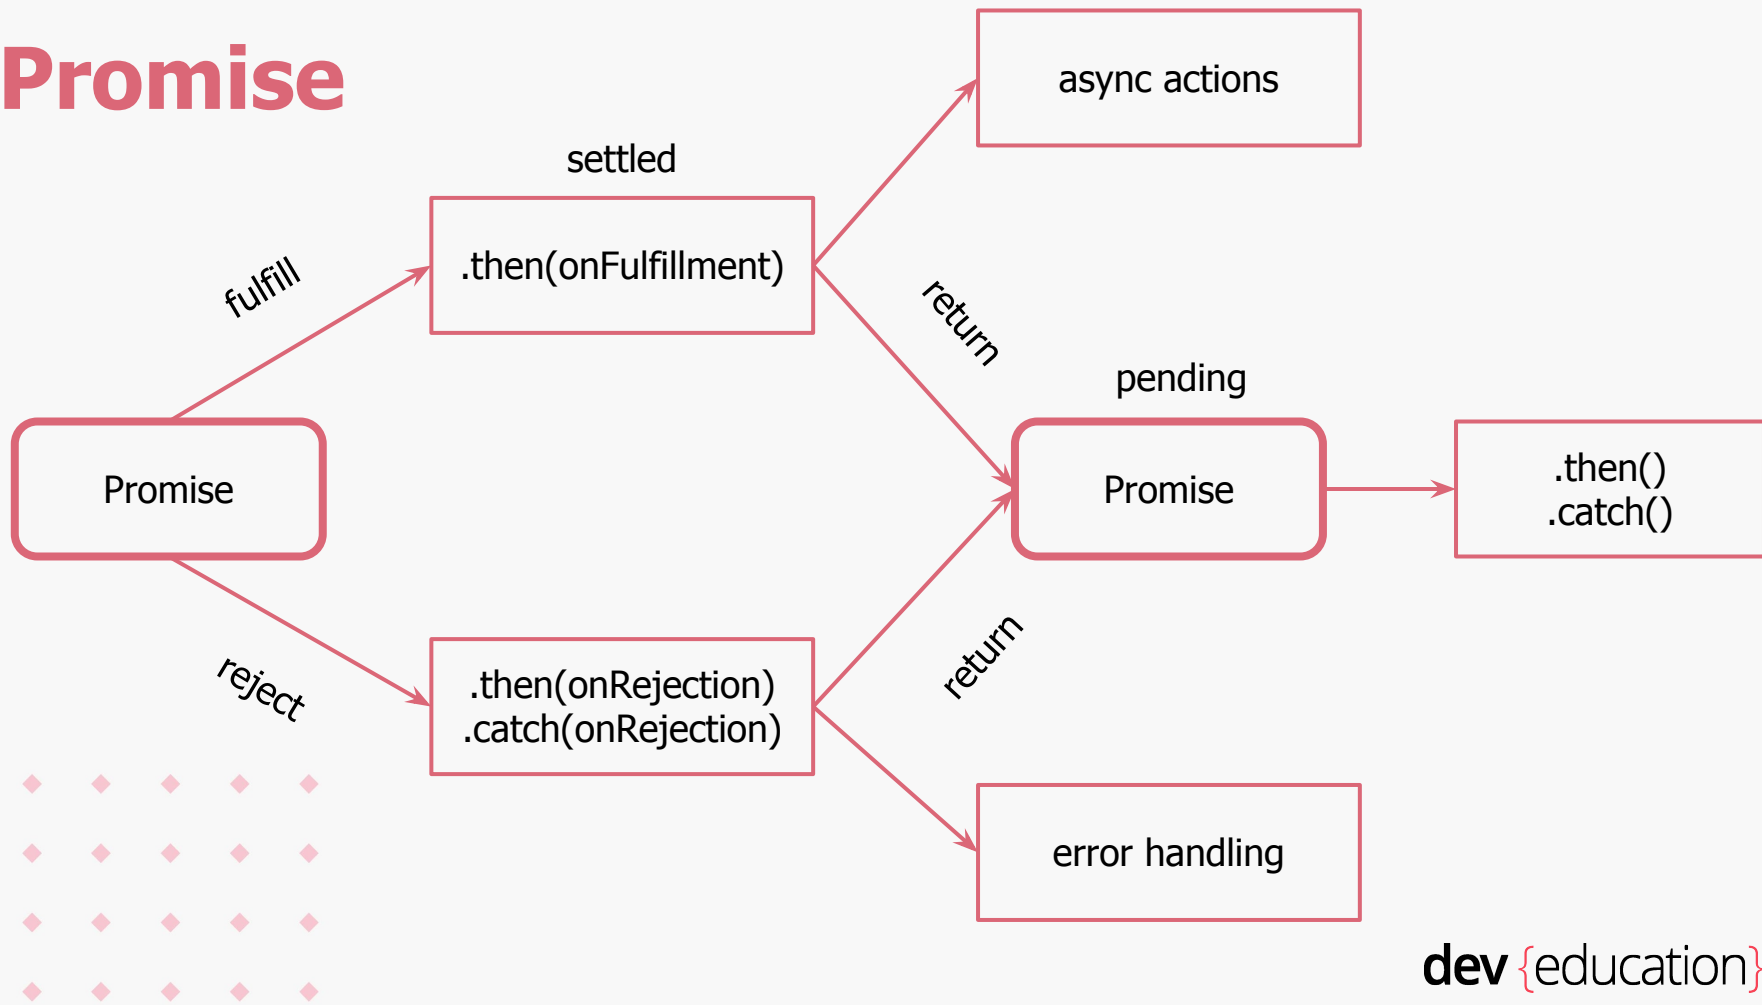 Promise
async actions
settled
.then(onFulfillment)
fulfill
return
pending
Promise
Promise
.then()
.catch()
reject
.then(onRejection)
.catch(onRejection)
return
error handling
dev {education}